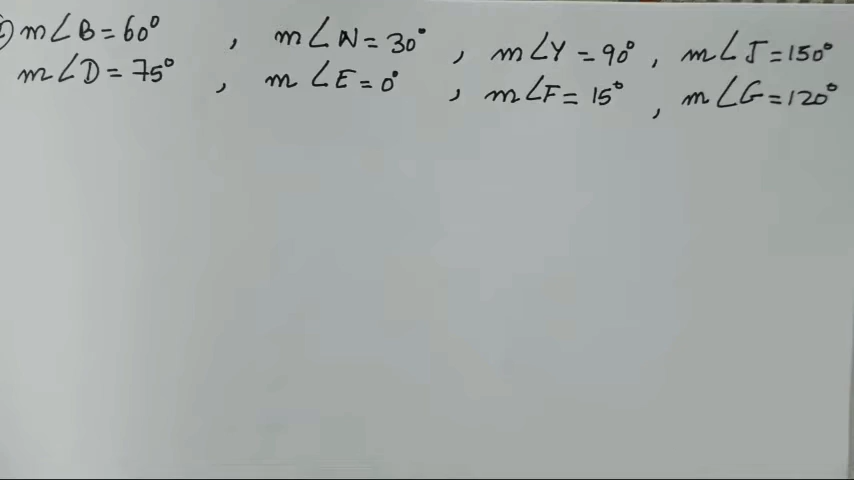 m∠B=60° , m∠N=30° , m∠Y=90° , m∠J=150°
m∠D=75° , m∠E=0° , m∠F=15° , m∠G=120°